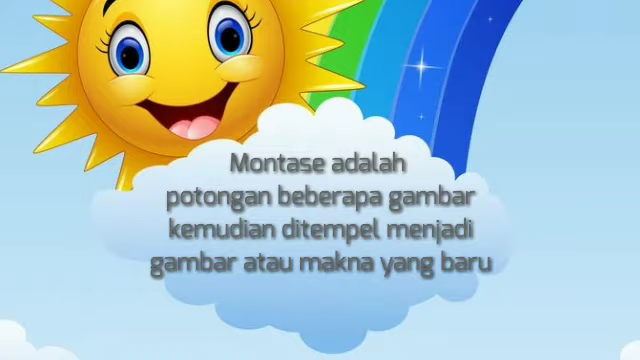 Montase adalah
potongan beberapa gambar
kemudian ditempel menjadi
gambar atau makna yang baru